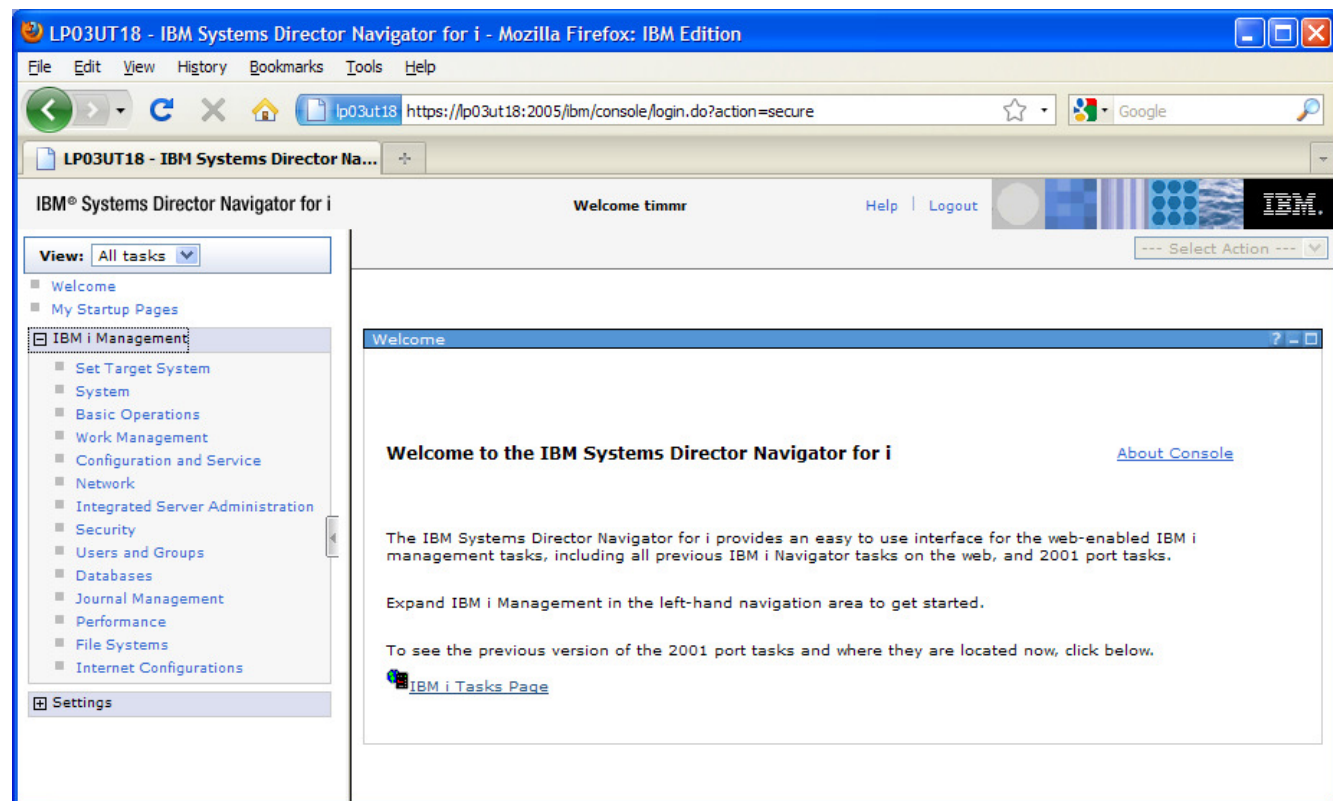 LP03UT18 - IBM Systems Director Navigator for i - Mozilla Firefox: IBM Edition
File Edit View History Bookmarks Tools Help
lp03ut18 https://lp03ut18:2005/ibm/console/login.do?action=secure
Google
LP03UT18 - IBM Systems Director Na...
IBM® Systems Director Navigator for i
Welcome timmr
Help | Logout
IBM.
View: All tasks
--- Select Action ---
Welcome
My Startup Pages
IBM i Management
Set Target System
System
Basic Operations
Work Management
Configuration and Service
Network
Integrated Server Administration
Security
Users and Groups
Databases
Journal Management
Performance
File Systems
Internet Configurations
Settings
Welcome
Welcome to the IBM Systems Director Navigator for i
About Console
The IBM Systems Director Navigator for i provides an easy to use interface for the web-enabled IBM i
management tasks, including all previous IBM i Navigator tasks on the web, and 2001 port tasks.
Expand IBM i Management in the left-hand navigation area to get started.
To see the previous version of the 2001 port tasks and where they are located now, click below.
IBM i Tasks Page